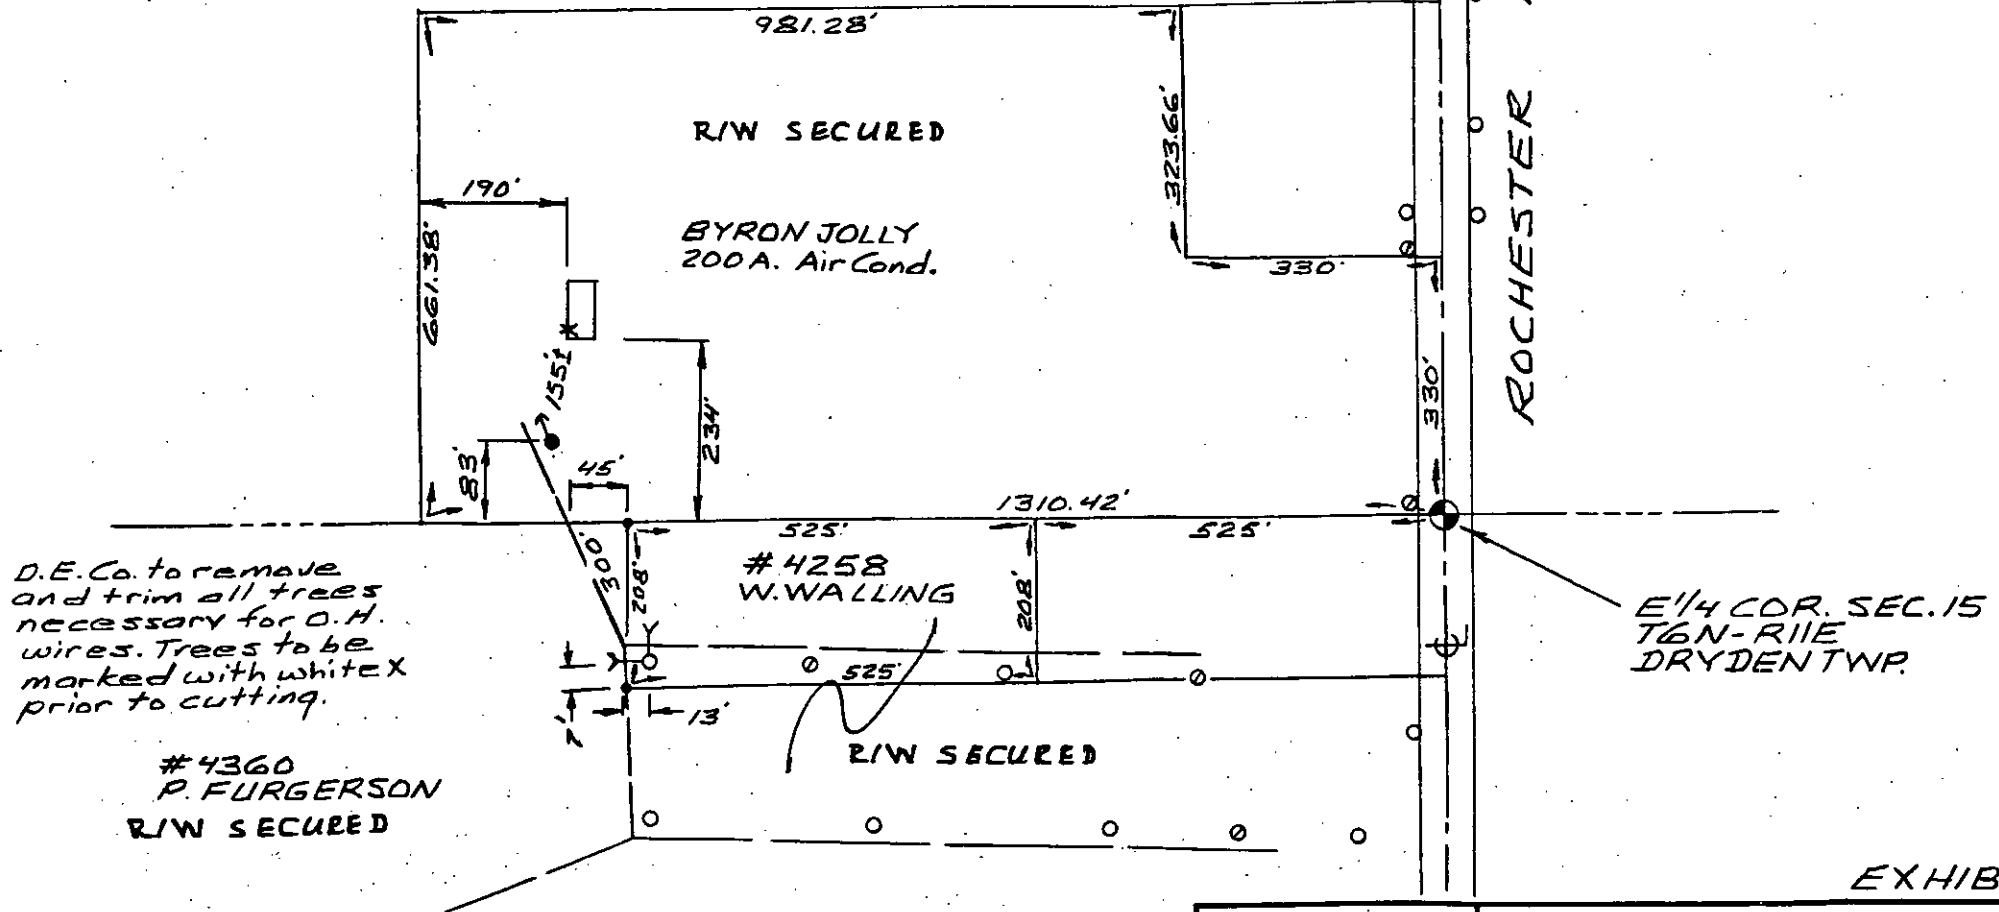 981.28'
R/W SECURED
323.66'
ROCHESTER
190'
BYRON JOLLY
200 A. Air Cond.
661.38'
330'
155'±
330'
234'
83'
45'
1310.42'
525'
525'
300'
208'
#4258
W. WALLING
208'
D.E.Co. to remove
and trim all trees
necessary for O.H.
wires. Trees to be
marked with white X
prior to cutting.
E 1/4 COR. SEC. 15
T6N-R11E
DRYDEN TWP.
525'
7'
13'
R/W SECURED
#4360
P. FURGERSON
R/W SECURED
EXHIB